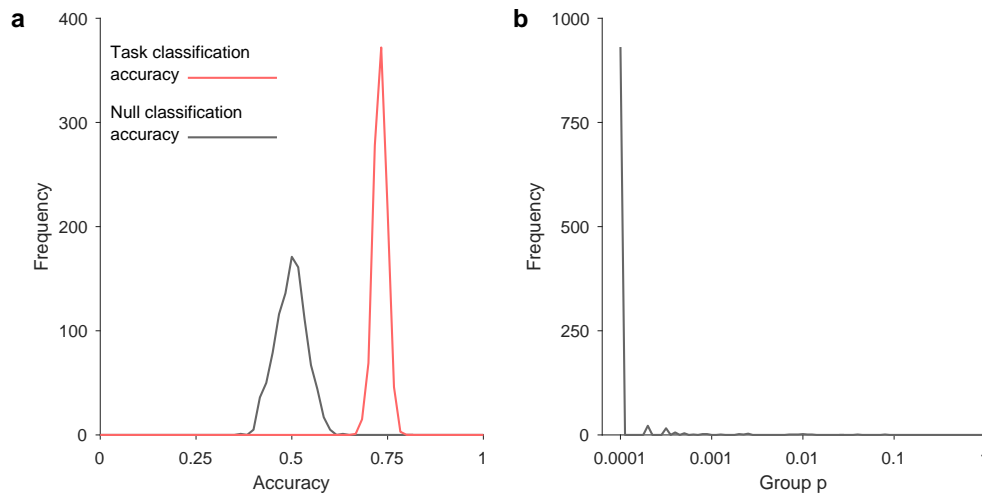 a
400
300
200
100
0
Frequency
Task classification
accuracy
Null classification
accuracy
0
0.25
0.5
0.75
1
Accuracy
b
1000
750
500
250
0
Frequency
0.0001
0.001
0.01
0.1
1
Group p